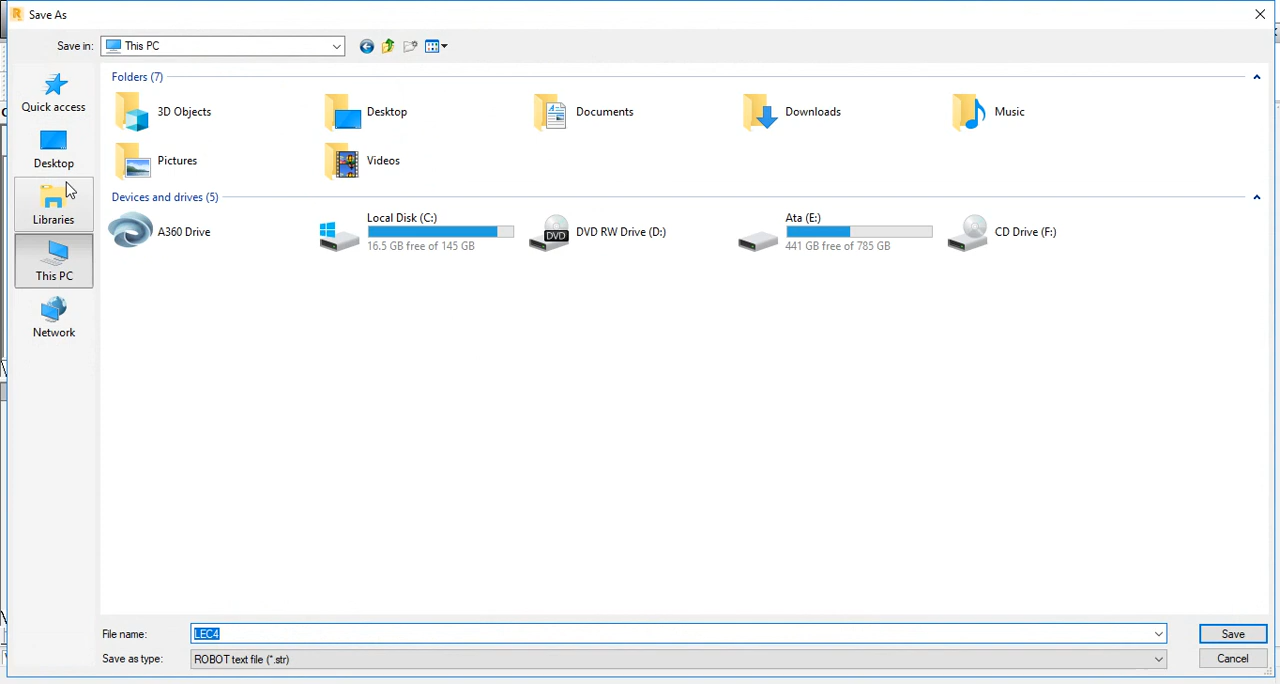 Save As
Save in: This PC
Quick access
Desktop
Libraries
This PC
Network
Folders (7)
3D Objects
Desktop
Documents
Downloads
Music
Pictures
Videos
Devices and drives (5)
A360 Drive
Local Disk (C:)
16.5 GB free of 145 GB
DVD
DVD RW Drive (D:)
Ata (E:)
441 GB free of 785 GB
CD Drive (F:)
File name: LEC4
Save
Save as type: ROBOT text file (*.str)
Cancel